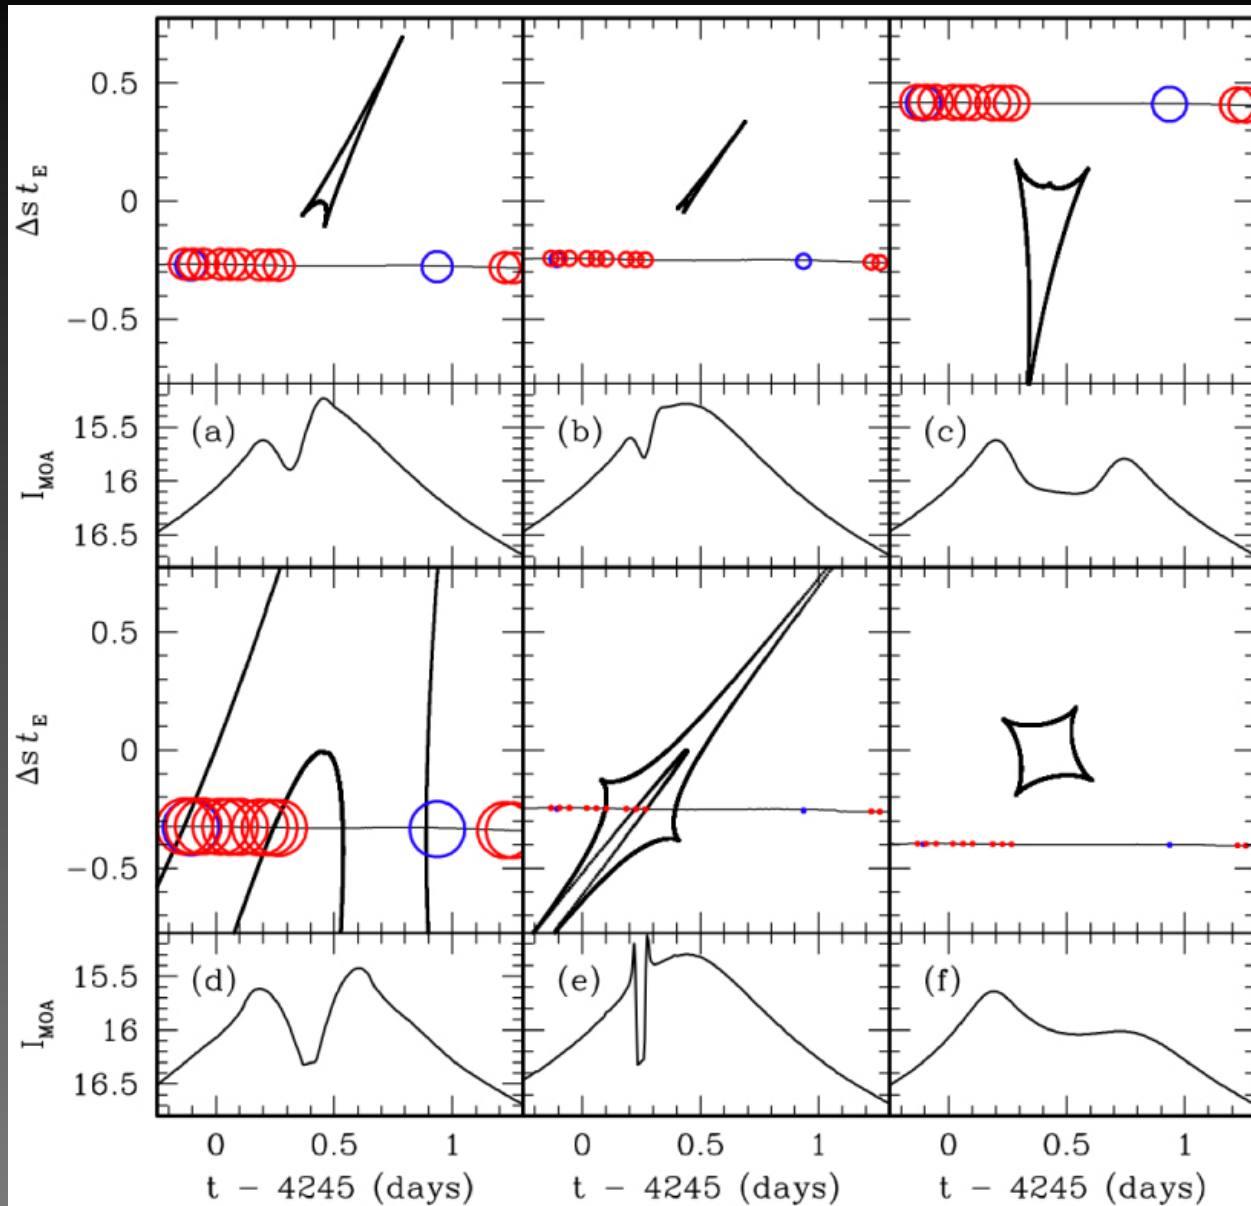 Δs t_E
0.5
0
−0.5
I_MOA
15.5
16
16.5
(a)
(b)
(c)
Δs t_E
0.5
0
−0.5
I_MOA
15.5
16
16.5
(d)
(e)
(f)
0 0.5 1 0 0.5 1 0 0.5 1
t − 4245 (days) t − 4245 (days) t − 4245 (days)